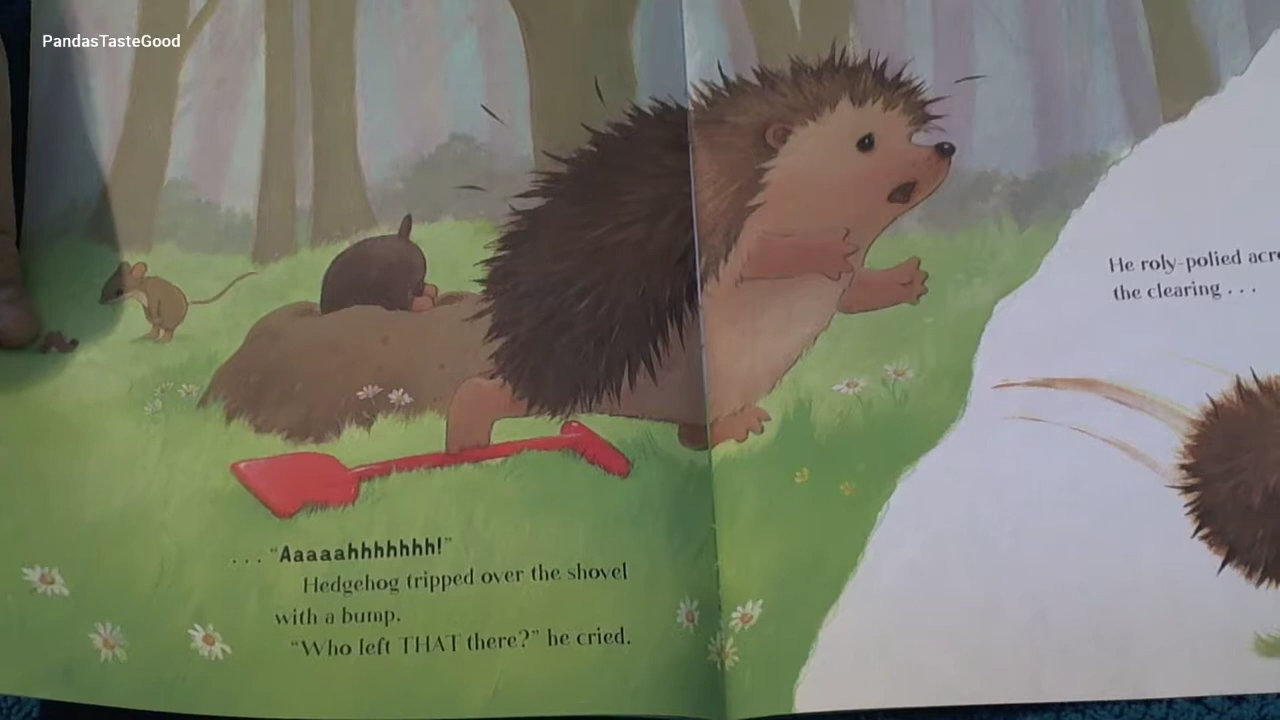 PandasTasteGood
. . . "Aaaaahhhhhhh!"
Hedgehog tripped over the shovel
with a bump.
"Who left THAT there?" he cried.
He roly-polied
the clearing . . .